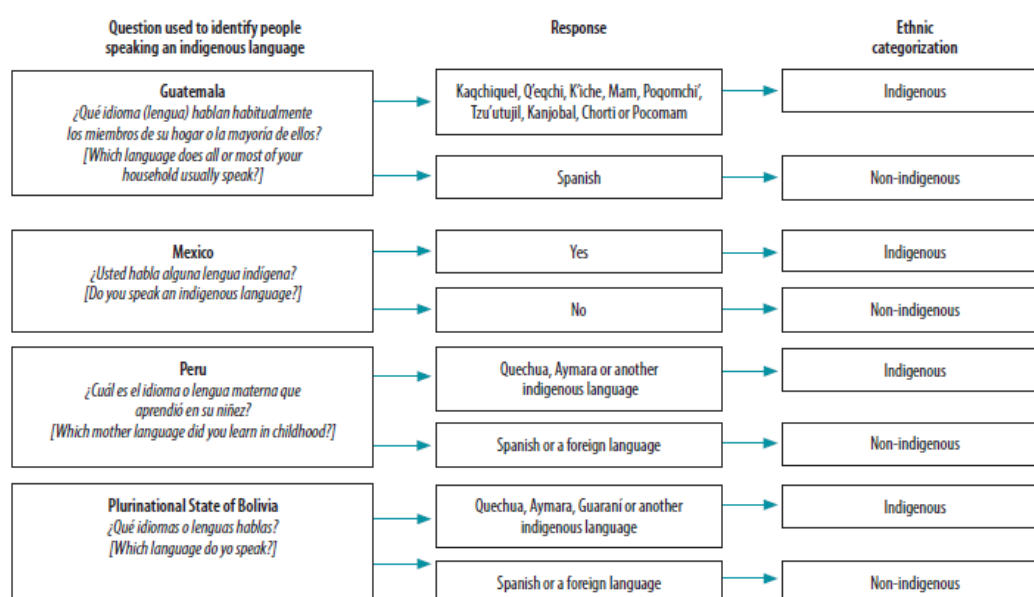 Question used to identify people
speaking an indigenous language
Response
Ethnic
categorization
Guatemala
¿Qué idioma (lengua) hablan habitualmente
los miembros de su hogar o la mayoría de ellos?
[Which language does all or most of your
household usually speak?]
Kaqchiquel, Q'eqchi, K'iche, Mam, Poqomchi',
Tzu'utujil, Kanjobal, Chorti or Pocomam
Indigenous
Spanish
Non-indigenous
Mexico
¿Usted habla alguna lengua indígena?
[Do you speak an indigenous language?]
Yes
Indigenous
No
Non-indigenous
Peru
¿Cuál es el idioma o lengua materna que
aprendió en su niñez?
[Which mother language did you learn in childhood?]
Quechua, Aymara or another
indigenous language
Indigenous
Spanish or a foreign language
Non-indigenous
Plurinational State of Bolivia
¿Qué idiomas o lenguas hablas?
[Which language do yo speak?]
Quechua, Aymara, Guaraní or another
indigenous language
Indigenous
Spanish or a foreign language
Non-indigenous